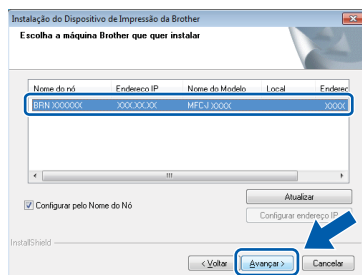 Instalação do Dispositivo de Impressão da Brother
Escolha a máquina Brother que quer instalar
Nome do nó Endereço IP Nome do Modelo Local Endereç
BRN XXXXXX XXX.XX.XX MFC-J XXXX XXXX
Atualizar
Configurar pelo Nome do Nó
Configurar endereço IP
InstallShield
< Voltar Avançar > Cancelar